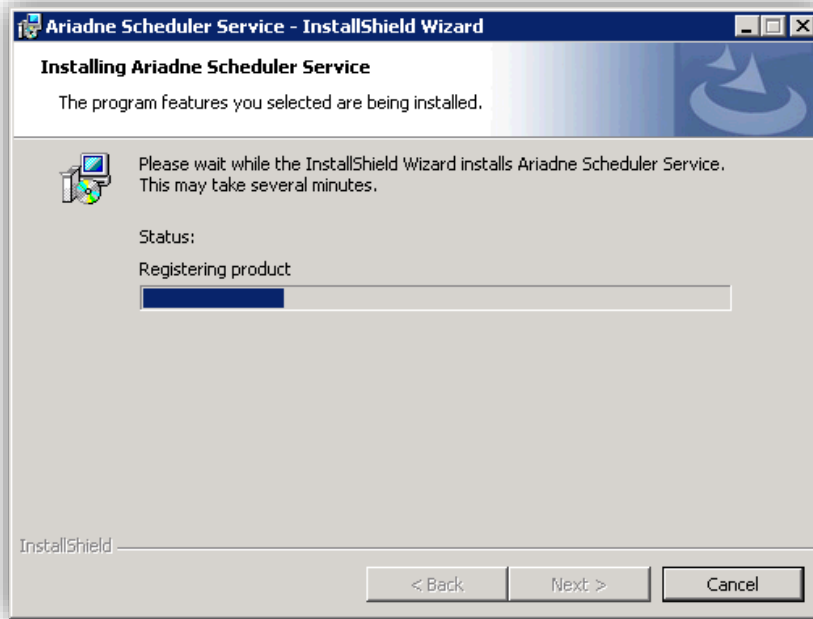 Ariadne Scheduler Service - InstallShield Wizard
Installing Ariadne Scheduler Service
The program features you selected are being installed.
Please wait while the InstallShield Wizard installs Ariadne Scheduler Service.
This may take several minutes.
Status:
Registering product
InstallShield
< Back
Next >
Cancel